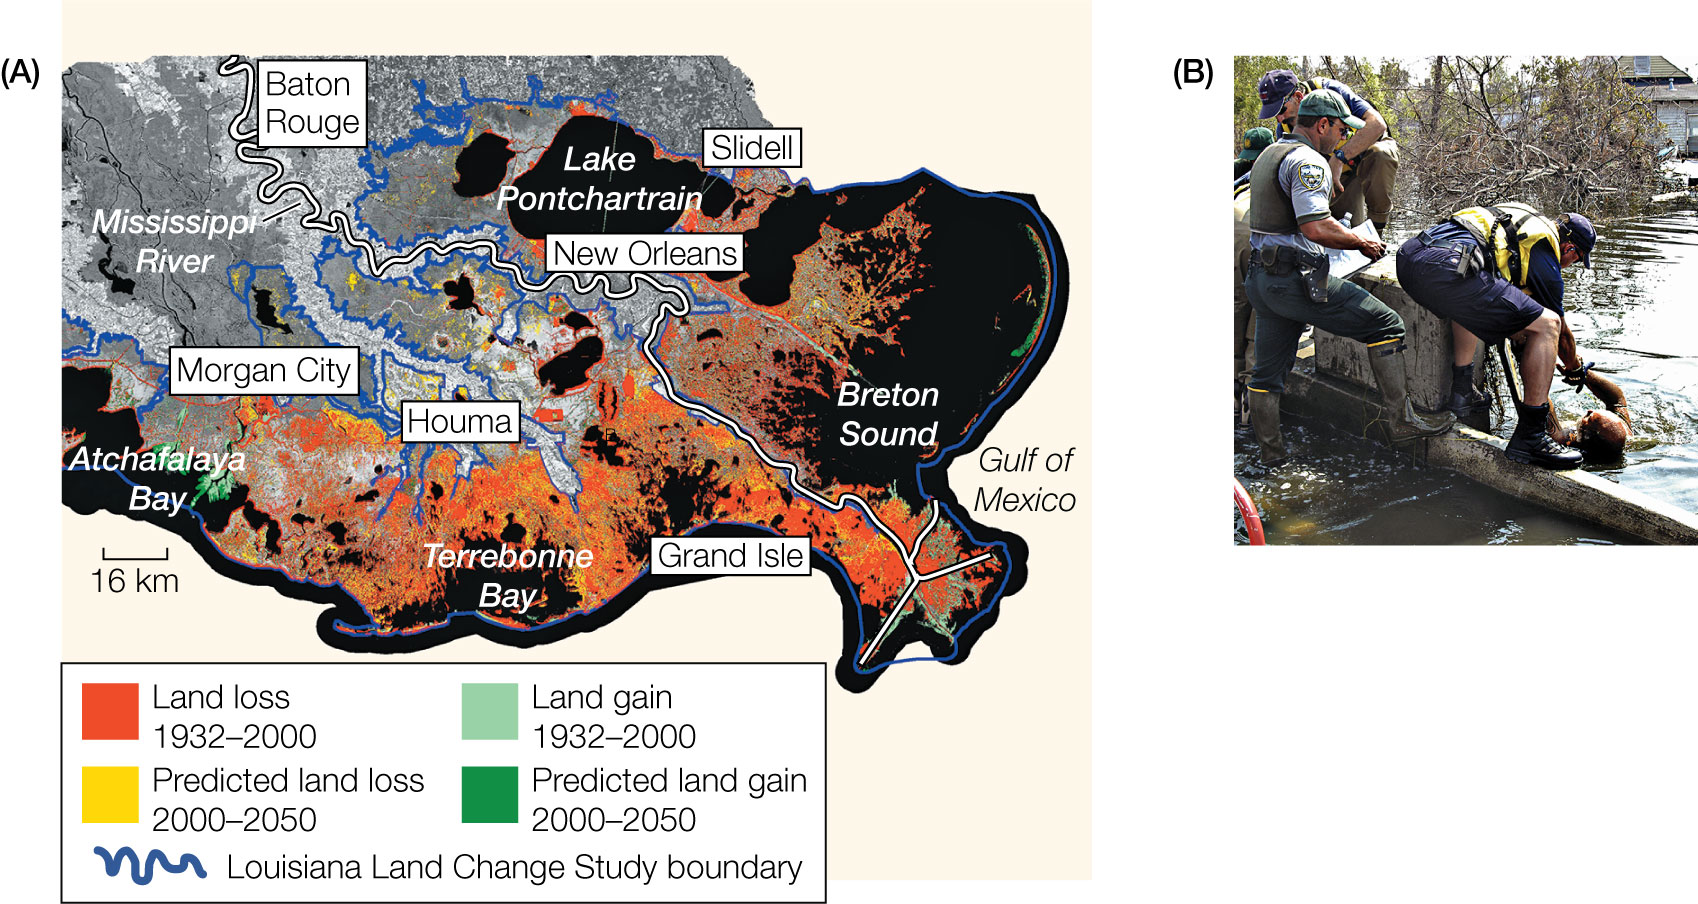 (A)
Baton
Rouge
Lake
Pontchartrain
Slidell
Mississippi
River
New Orleans
Morgan City
Houma
Breton
Sound
Atchafalaya
Bay
Gulf of
Mexico
Terrebonne
Bay
Grand Isle
16 km
Land loss
1932–2000
Land gain
1932–2000
Predicted land loss
2000–2050
Predicted land gain
2000–2050
Louisiana Land Change Study boundary
(B)